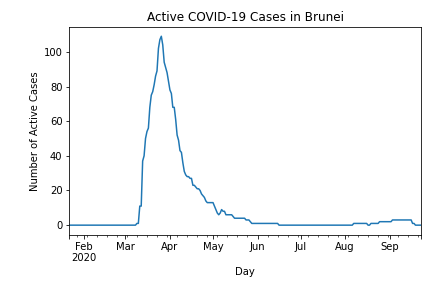 Active COVID-19 Cases in Brunei
Number of Active Cases
100
80
60
40
20
0
Feb Mar Apr May Jun Jul Aug Sep
2020
Day